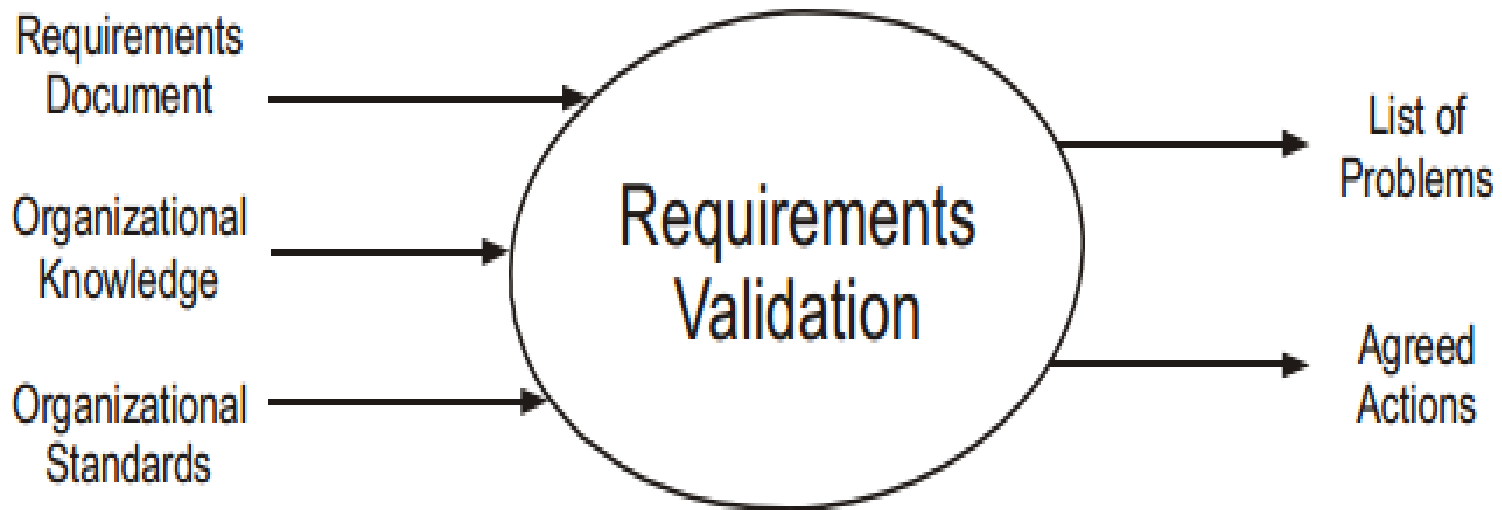 Requirements
Document
Organizational
Knowledge
Organizational
Standards
Requirements
Validation
List of
Problems
Agreed
Actions